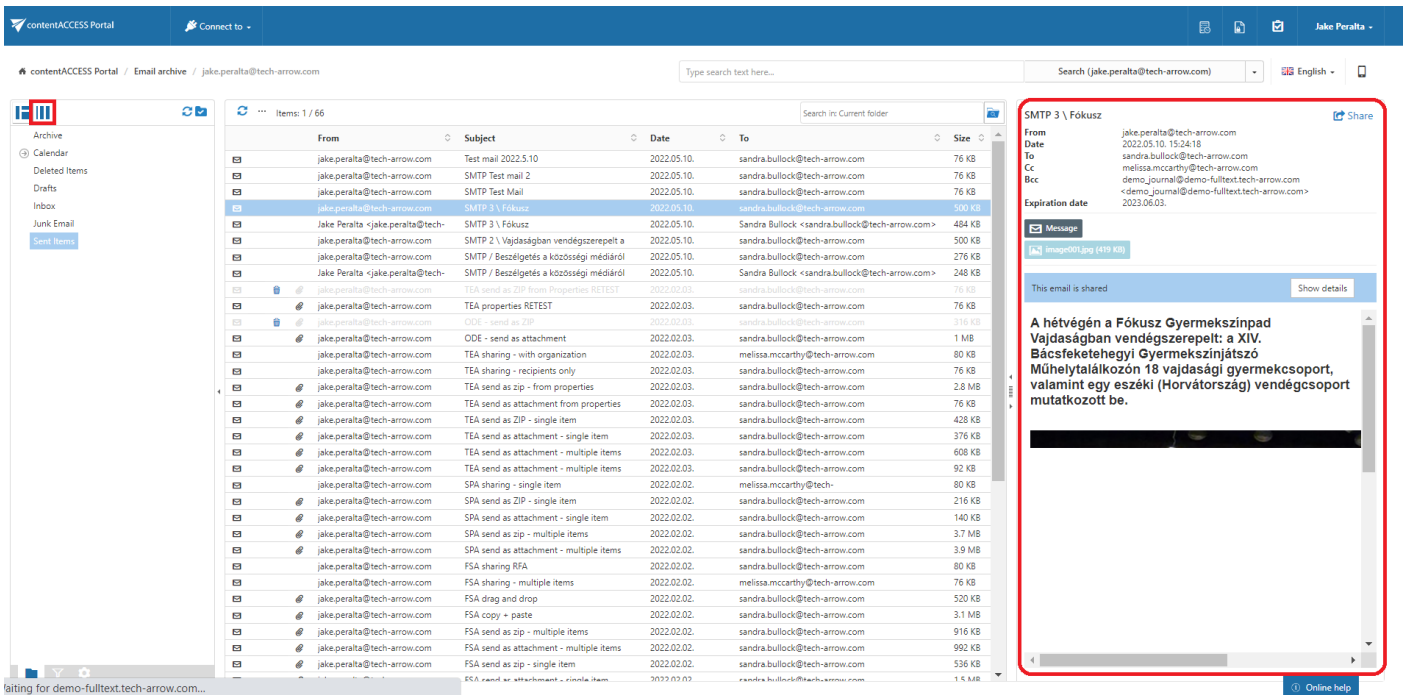 contentACCESS Portal
Connect to
Jake Peralta
contentACCESS Portal / Email archive / jake.peralta@tech-arrow.com
Type search text here...
Search (jake.peralta@tech-arrow.com)
English
Archive
Calendar
Deleted Items
Drafts
Inbox
Junk Email
Sent Items
Items: 1 / 66
Search in: Current folder
From Subject Date To Size
jake.peralta@tech-arrow.com Test mail 2022.5.10 2022.05.10. sandra.bullock@tech-arrow.com 76 KB
jake.peralta@tech-arrow.com SMTP Test mail 2 2022.05.10. sandra.bullock@tech-arrow.com 76 KB
jake.peralta@tech-arrow.com SMTP Test Mail 2022.05.10. sandra.bullock@tech-arrow.com 76 KB
jake.peralta@tech-arrow.com SMTP 3 \ Fókusz 2022.05.10. sandra.bullock@tech-arrow.com 500 KB
Jake Peralta <jake.peralta@tech- SMTP 3 \ Fókusz 2022.05.10. Sandra Bullock <sandra.bullock@tech-arrow.com> 484 KB
jake.peralta@tech-arrow.com SMTP 2 \ Vajdaságban vendégszerepelt a 2022.05.10. sandra.bullock@tech-arrow.com 500 KB
jake.peralta@tech-arrow.com SMTP / Beszélgetés a közösségi médiáról 2022.05.10. sandra.bullock@tech-arrow.com 276 KB
Jake Peralta <jake.peralta@tech- SMTP / Beszélgetés a közösségi médiáról 2022.05.10. Sandra Bullock <sandra.bullock@tech-arrow.com> 248 KB
jake.peralta@tech-arrow.com TEA send as ZIP from Properties RETEST 2022.02.03. sandra.bullock@tech-arrow.com 76 KB
jake.peralta@tech-arrow.com TEA properties RETEST 2022.02.03. sandra.bullock@tech-arrow.com 76 KB
jake.peralta@tech-arrow.com ODE - send as ZIP 2022.02.03. sandra.bullock@tech-arrow.com 316 KB
jake.peralta@tech-arrow.com ODE - send as attachment 2022.02.03. sandra.bullock@tech-arrow.com 1 MB
jake.peralta@tech-arrow.com TEA sharing - with organization 2022.02.03. melissa.mccarthy@tech-arrow.com 80 KB
jake.peralta@tech-arrow.com TEA sharing - recipients only 2022.02.03. sandra.bullock@tech-arrow.com 76 KB
jake.peralta@tech-arrow.com TEA send as zip - from properties 2022.02.03. sandra.bullock@tech-arrow.com 2.8 MB
jake.peralta@tech-arrow.com TEA send as attachment from properties 2022.02.03. sandra.bullock@tech-arrow.com 76 KB
jake.peralta@tech-arrow.com TEA send as ZIP - single item 2022.02.03. sandra.bullock@tech-arrow.com 428 KB
jake.peralta@tech-arrow.com TEA send as attachment - single item 2022.02.03. sandra.bullock@tech-arrow.com 376 KB
jake.peralta@tech-arrow.com TEA send as attachment - multiple items 2022.02.03. sandra.bullock@tech-arrow.com 608 KB
jake.peralta@tech-arrow.com TEA send as attachment - multiple items 2022.02.03. sandra.bullock@tech-arrow.com 92 KB
jake.peralta@tech-arrow.com SPA sharing - single item 2022.02.02. melissa.mccarthy@tech- 80 KB
jake.peralta@tech-arrow.com SPA send as ZIP - single item 2022.02.02. sandra.bullock@tech-arrow.com 216 KB
jake.peralta@tech-arrow.com SPA send as attachment - single item 2022.02.02. sandra.bullock@tech-arrow.com 140 KB
jake.peralta@tech-arrow.com SPA send as zip - multiple items 2022.02.02. sandra.bullock@tech-arrow.com 3.7 MB
jake.peralta@tech-arrow.com SPA send as attachment - multiple items 2022.02.02. sandra.bullock@tech-arrow.com 3.9 MB
jake.peralta@tech-arrow.com FSA sharing RFA 2022.02.02. sandra.bullock@tech-arrow.com 80 KB
jake.peralta@tech-arrow.com FSA sharing - multiple items 2022.02.02. melissa.mccarthy@tech-arrow.com 76 KB
jake.peralta@tech-arrow.com FSA drag and drop 2022.02.02. sandra.bullock@tech-arrow.com 520 KB
jake.peralta@tech-arrow.com FSA copy + paste 2022.02.02. sandra.bullock@tech-arrow.com 3.1 MB
jake.peralta@tech-arrow.com FSA send as zip - multiple items 2022.02.02. sandra.bullock@tech-arrow.com 916 KB
jake.peralta@tech-arrow.com FSA send as attachment - multiple items 2022.02.02. sandra.bullock@tech-arrow.com 992 KB
jake.peralta@tech-arrow.com FSA send as zip - single item 2022.02.02. sandra.bullock@tech-arrow.com 536 KB
jake.peralta@tech-arrow.com FSA send as attachment - single item 2022.02.02. sandra.bullock@tech-arrow.com 1.5 MB
SMTP 3 \ Fókusz
Share
From jake.peralta@tech-arrow.com
Date 2022.05.10. 15:24:18
To sandra.bullock@tech-arrow.com
Cc melissa.mccarthy@tech-arrow.com
Bcc demo_journal@demo-fulltext.tech-arrow.com
<demo_journal@demo-fulltext.tech-arrow.com>
Expiration date 2023.06.03.
Message
image001.jpg (419 KB)
This email is shared
Show details
A hétvégén a Fókusz Gyermekszínpad
Vajdaságban vendégszerepelt: a XIV.
Bácsfeketehegyi Gyermekszínjátszó
Műhelytalálkozón 18 vajdasági gyermekcsoport,
valamint egy eszéki (Horvátország) vendégcsoport
mutatkozott be.
Waiting for demo-fulltext.tech-arrow.com...
Online help